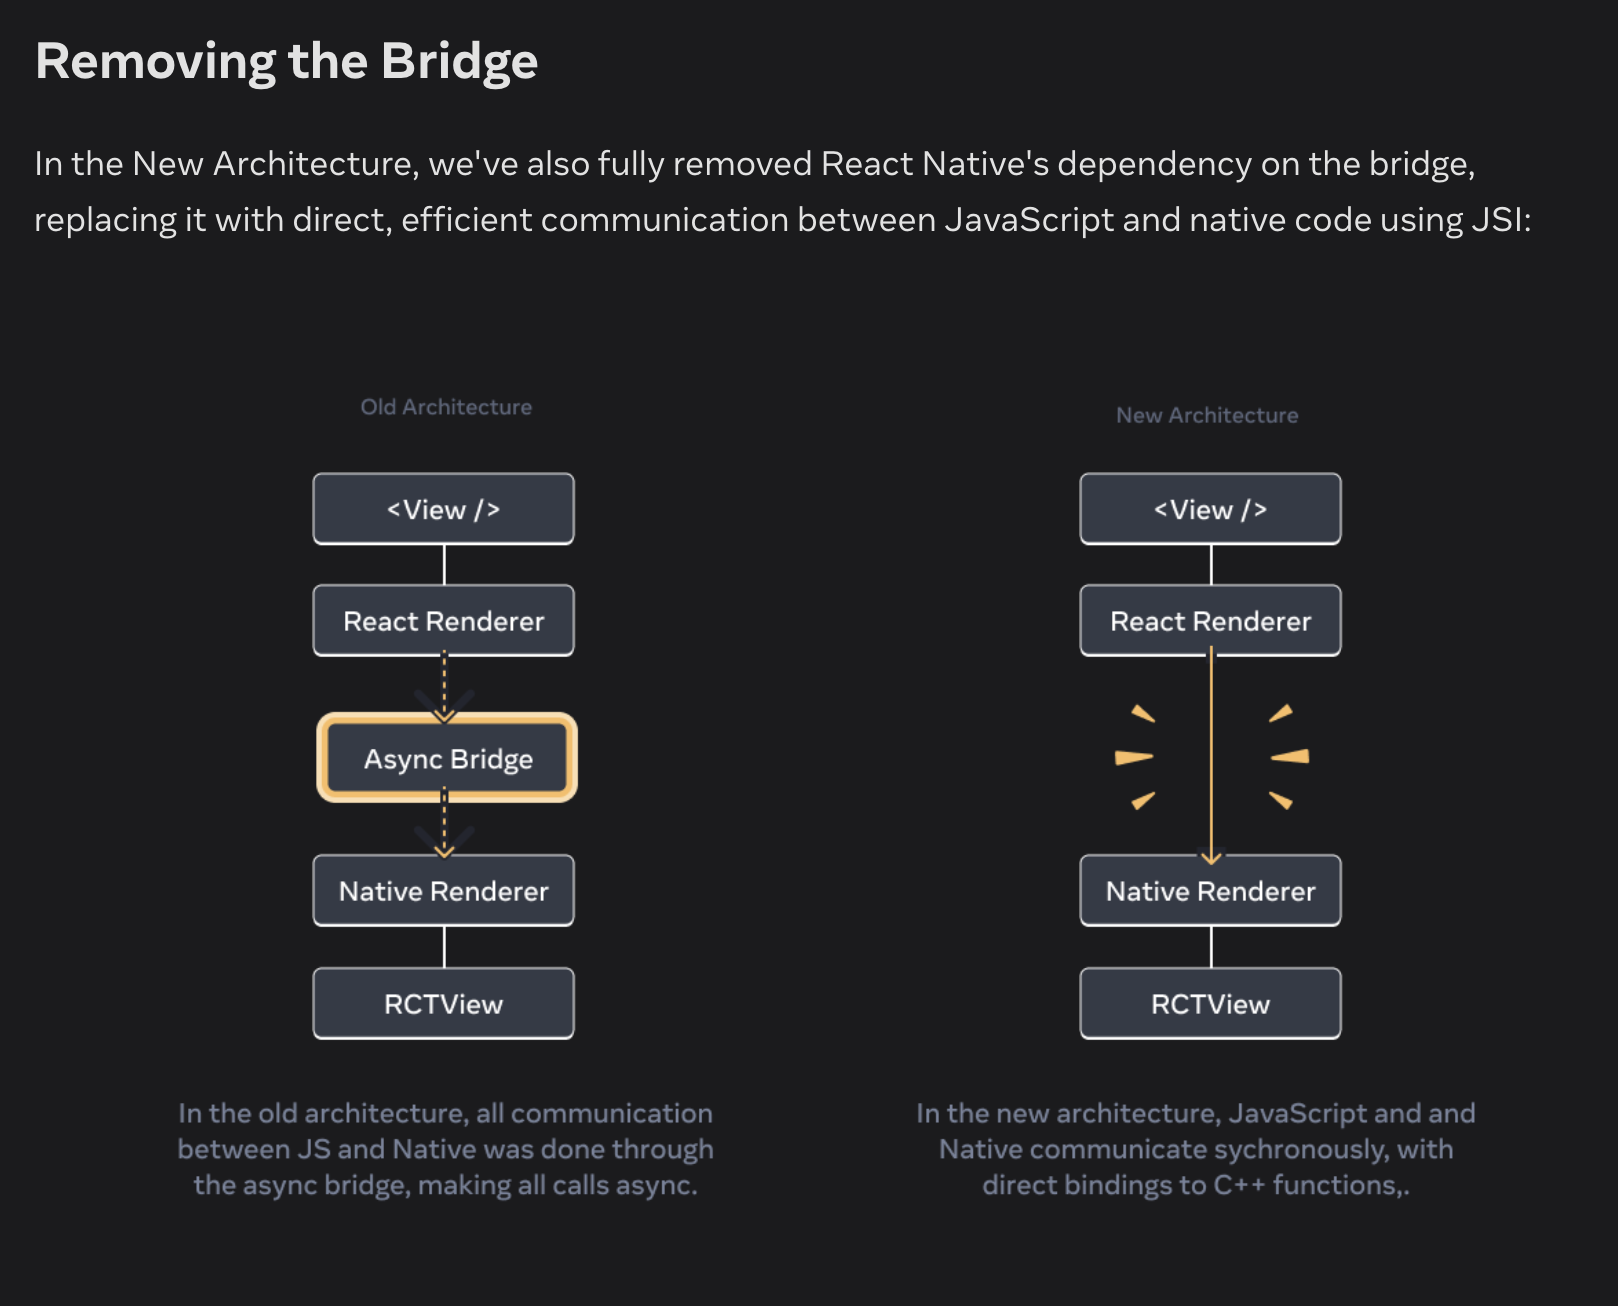 Removing the Bridge
In the New Architecture, we've also fully removed React Native's dependency on the bridge,
replacing it with direct, efficient communication between JavaScript and native code using JSI:
Old Architecture
<View />
React Renderer
Async Bridge
Native Renderer
RCTView
In the old architecture, all communication
between JS and Native was done through
the async bridge, making all calls async.
New Architecture
<View />
React Renderer
Native Renderer
RCTView
In the new architecture, JavaScript and and
Native communicate sychronously, with
direct bindings to C++ functions,.